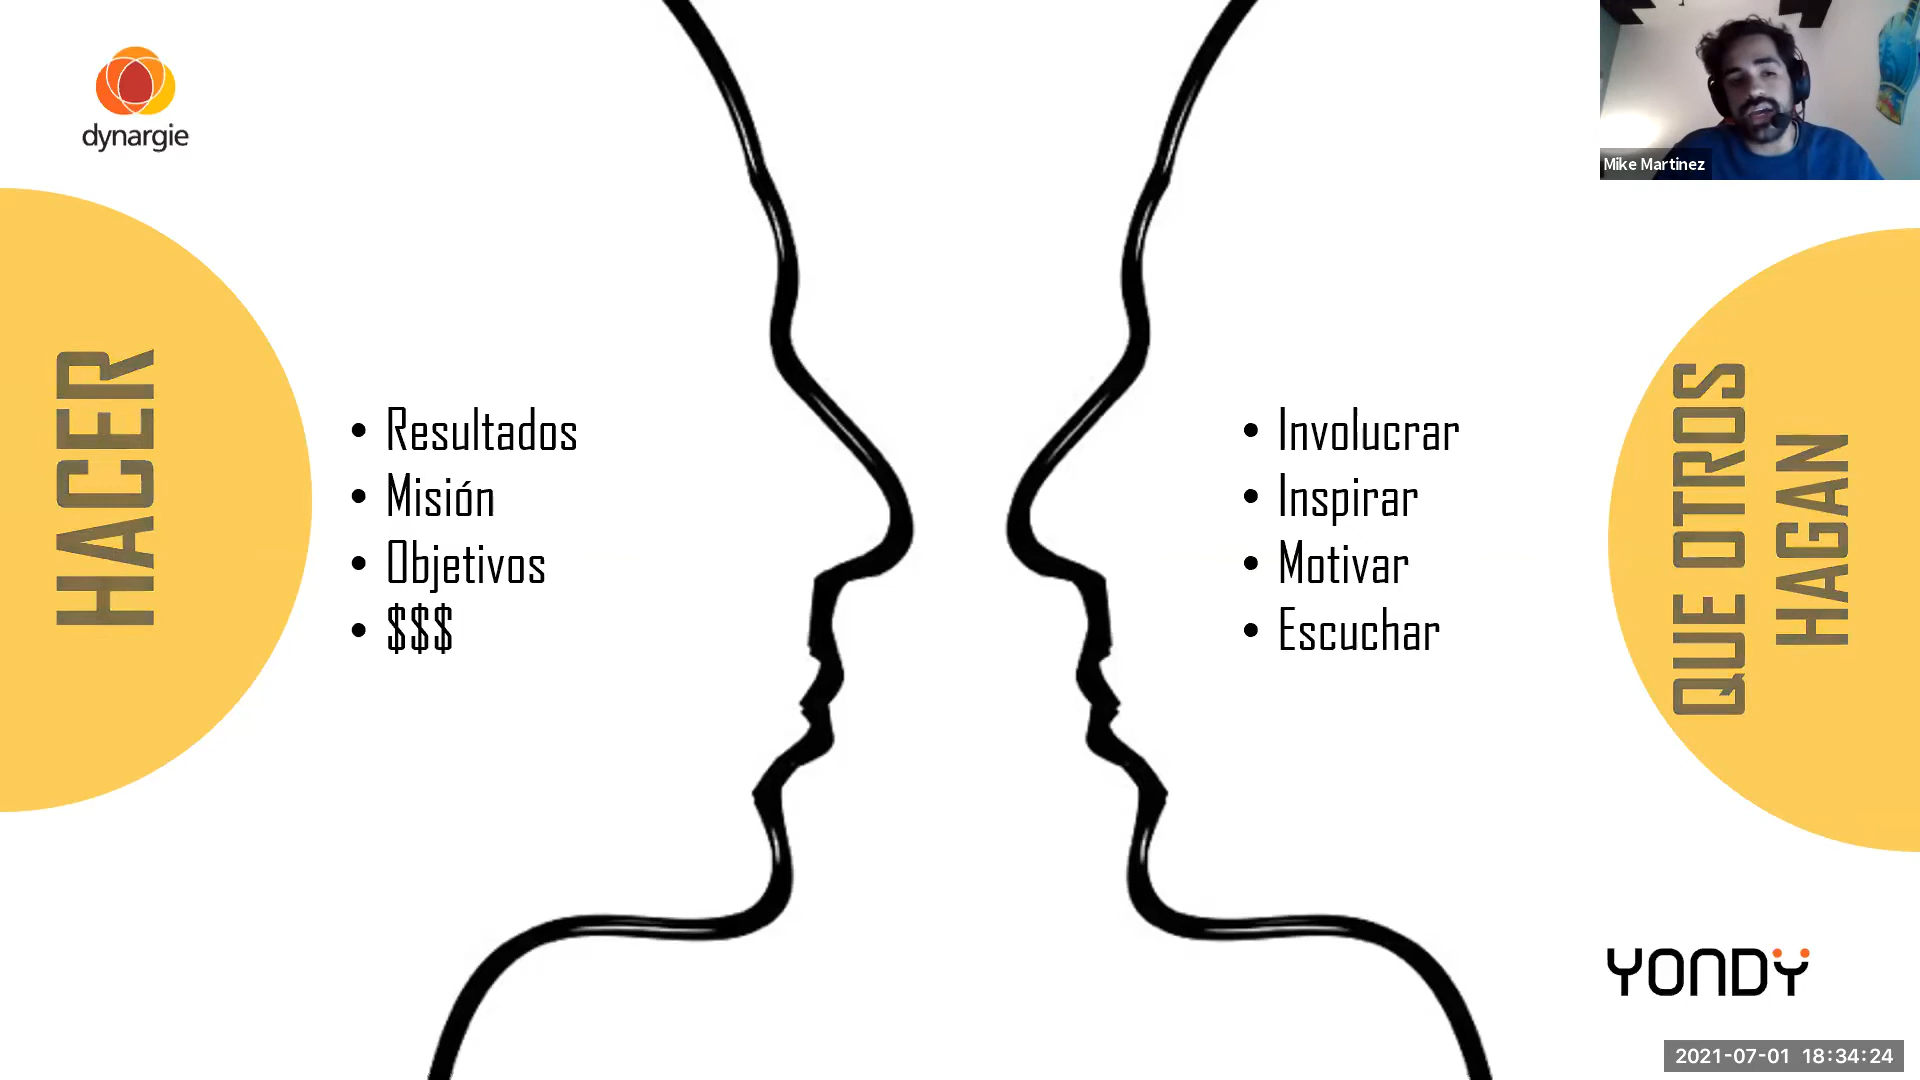 dynargie
Mike Martinez
HACER
• Resultados
• Misión
• Objetivos
• $$$
• Involucrar
• Inspirar
• Motivar
• Escuchar
QUE OTROS
HAGAN
YONDY
2021-07-01 18:34:24